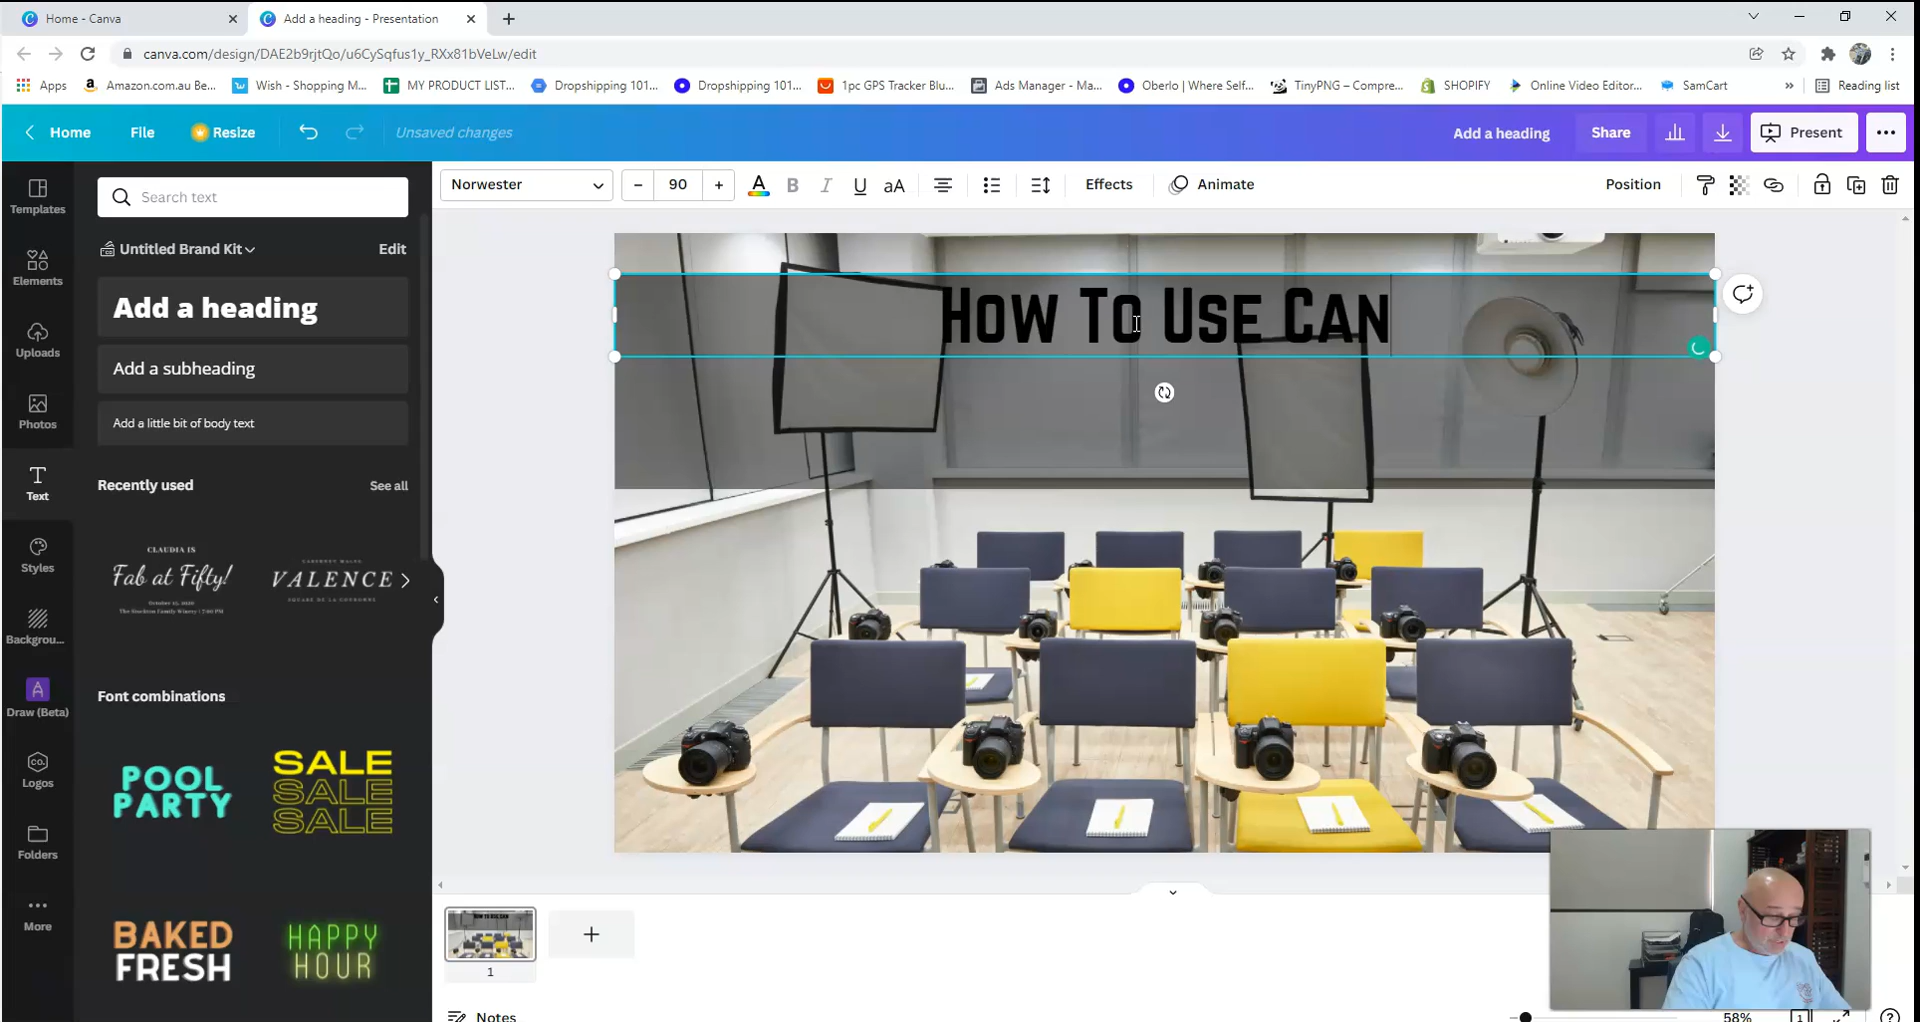 Home - Canva
Add a heading - Presentation
canva.com/design/DAE2b9rjtQo/u6CySqfus1y_RXx81bVeLw/edit
Apps
Amazon.com.au Be...
Wish - Shopping M...
MY PRODUCT LIST...
Dropshipping 101...
Dropshipping 101...
1pc GPS Tracker Blu...
Ads Manager - Ma...
Oberlo | Where Self...
TinyPNG – Compre...
SHOPIFY
Online Video Editor...
SamCart
»
Reading list
Home
File
Resize
Unsaved changes
Add a heading
Share
Present
Norwester
90
A
B
I
U
aA
Effects
Animate
Position
Templates
Elements
Uploads
Photos
Text
Styles
Backgrou...
Draw (Beta)
Logos
Folders
More
Search text
Untitled Brand Kit
Edit
Add a heading
Add a subheading
Add a little bit of body text
Recently used
See all
CLAUDIA IS
Fab at Fifty!
VALENCE
Font combinations
POOL
PARTY
SALE
SALE
SALE
BAKED
FRESH
HAPPY
HOUR
How To Use Can
CO.
1
Notes
58%
1